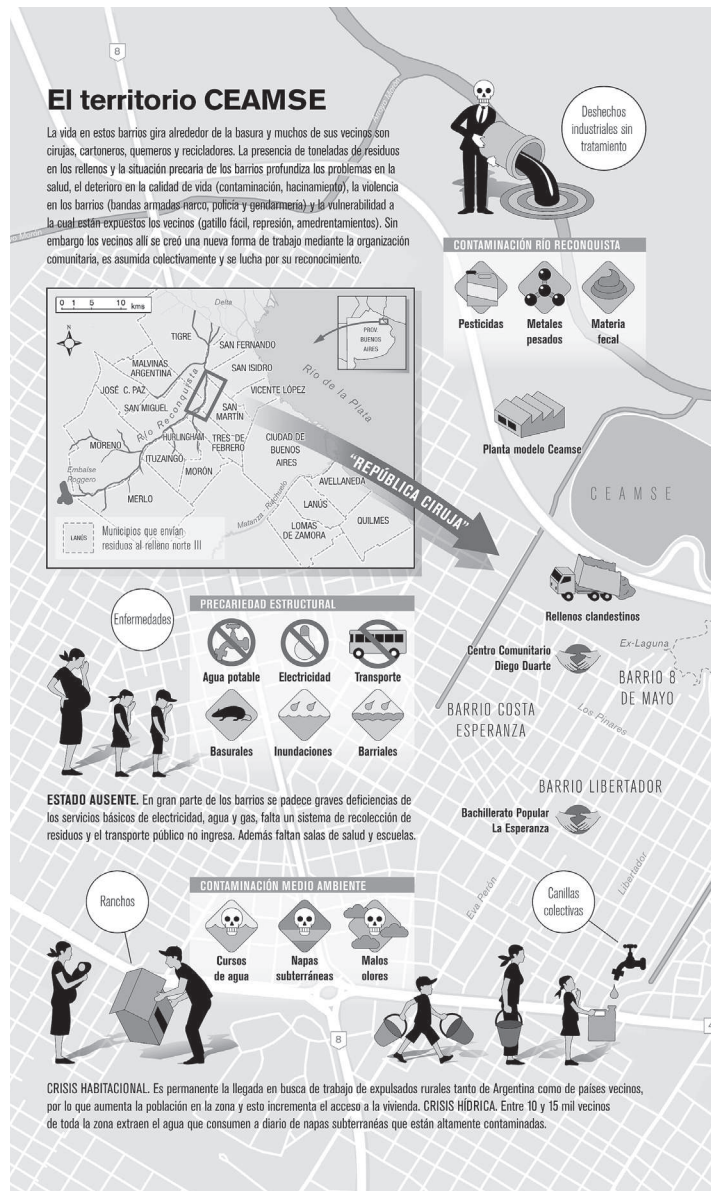 8
El territorio CEAMSE
La vida en estos barrios gira alrededor de la basura y muchos de sus vecinos son
cirujas, cartoneros, quemeros y recicladores. La presencia de toneladas de residuos
en los rellenos y la situación precaria de los barrios profundiza los problemas en la
salud, el deterioro en la calidad de vida (contaminación, hacinamiento), la violencia
en los barrios (bandas armadas narco, policía y gendarmería) y la vulnerabilidad a
la cual están expuestos los vecinos (gatillo fácil, represión, amedrentamientos). Sin
embargo los vecinos allí se creó una nueva forma de trabajo mediante la organización
comunitaria, es asumida colectivamente y se lucha por su reconocimiento.
Deshechos
industriales sin
tratamiento
CONTAMINACIÓN RÍO RECONQUISTA
Pesticidas
Metales
pesados
Materia
fecal
0 1 5 10 kms
N
Delta
PROV.
BUENOS
AIRES
TIGRE
SAN FERNANDO
MALVINAS
ARGENTINA
SAN ISIDRO
JOSÉ C. PAZ
VICENTE LÓPEZ
Río de la Plata
SAN MIGUEL
Río Reconquista
SAN
MARTÍN
HURLINGHAM
TRES DE
FEBRERO
CIUDAD DE
BUENOS
AIRES
MORENO
ITUZAINGÓ
MORÓN
Embalse
Roggero
MERLO
AVELLANEDA
LANÚS
Matanza Riachuelo
LOMAS
DE ZAMORA
QUILMES
LANÚS
Municipios que envían
residuos al relleno norte III
"REPÚBLICA CIRUJA"
Planta modelo Ceamse
CEAMSE
Rellenos clandestinos
Ex-Laguna
Centro Comunitario
Diego Duarte
BARRIO 8
DE MAYO
BARRIO COSTA
ESPERANZA
Los Pinares
BARRIO LIBERTADOR
Bachillerato Popular
La Esperanza
Enfermedades
PRECARIEDAD ESTRUCTURAL
Agua potable
Electricidad
Transporte
Basurales
Inundaciones
Barriales
ESTADO AUSENTE. En gran parte de los barrios se padece graves deficiencias de
los servicios básicos de electricidad, agua y gas, falta un sistema de recolección de
residuos y el transporte público no ingresa. Además faltan salas de salud y escuelas.
Ranchos
CONTAMINACIÓN MEDIO AMBIENTE
Cursos
de agua
Napas
subterráneas
Malos
olores
Eva Perón
Canillas
colectivas
Libertador
8
4
CRISIS HABITACIONAL. Es permanente la llegada en busca de trabajo de expulsados rurales tanto de Argentina como de países vecinos,
por lo que aumenta la población en la zona y esto incrementa el acceso a la vivienda. CRISIS HÍDRICA. Entre 10 y 15 mil vecinos
de toda la zona extraen el agua que consumen a diario de napas subterranéas que están altamente contaminadas.